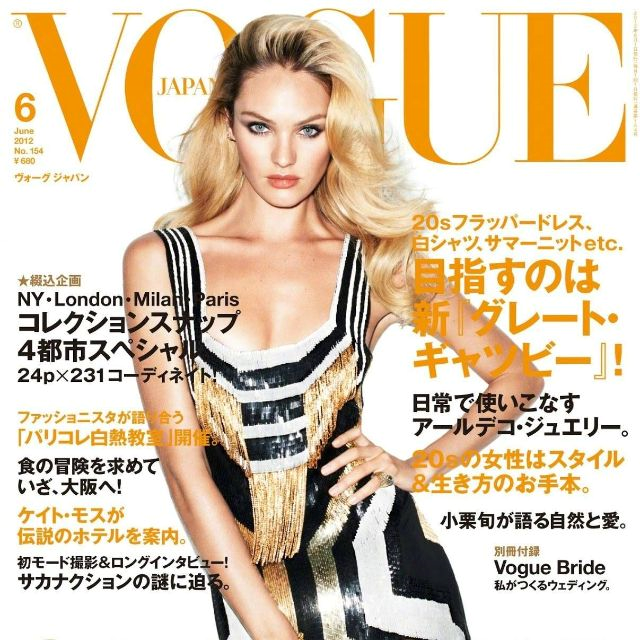 VOGUE
JAPAN
6
June
2012
No. 154
¥680
ヴォーグ ジャパン
20sフラッパードレス、
白シャツ、サマーニットetc.
目指すのは
新『グレート・
ギャツビー』!
日常で使いこなす
アールデコ・ジュエリー。
20sの女性はスタイル
&生き方のお手本。
小栗旬が語る自然と愛。
別冊付録
Vogue Bride
私がつくるウェディング。
★綴込企画
NY・London・Milan・Paris
コレクションスナップ
4都市スペシャル
24p×231コーディネイト!
ファッショニスタが語り合う
「パリコレ白熱教室」開催。
食の冒険を求めて
いざ、大阪へ!
ケイト・モスが
伝説のホテルを案内。
初モード撮影&ロングインタビュー!
サカナクションの謎に迫る。